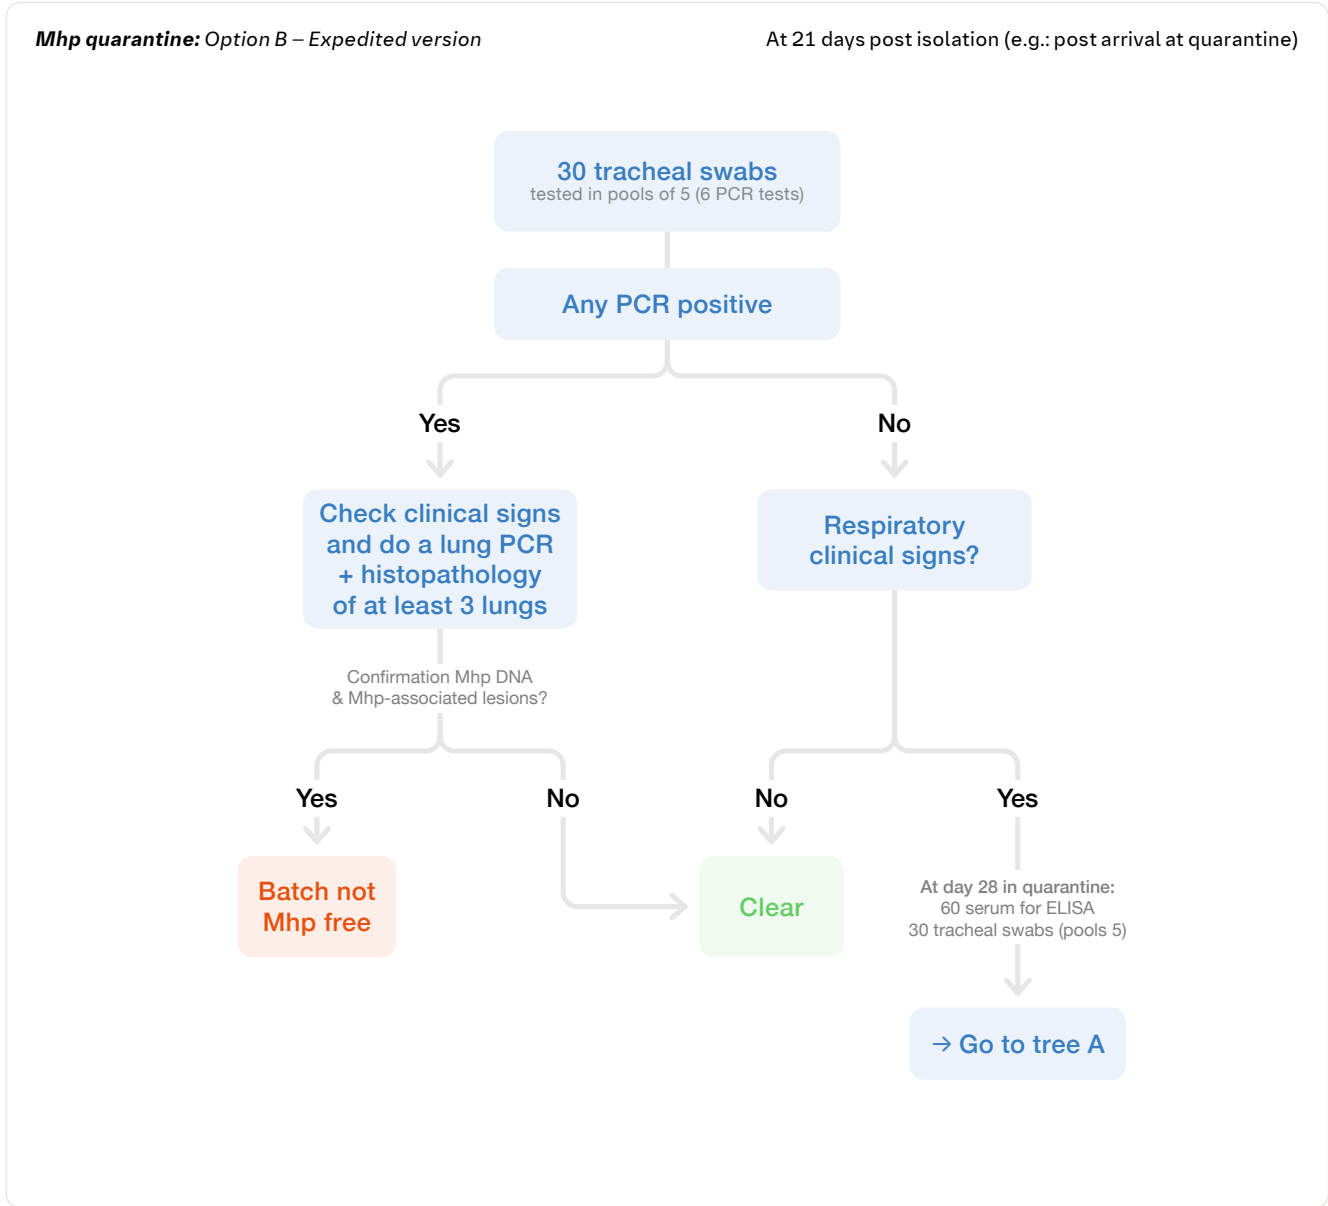 Mhp quarantine: Option B – Expedited version
At 21 days post isolation (e.g.: post arrival at quarantine)
30 tracheal swabs
tested in pools of 5 (6 PCR tests)
Any PCR positive
Yes
No
Check clinical signs
and do a lung PCR
+ histopathology
of at least 3 lungs
Respiratory
clinical signs?
Confirmation Mhp DNA
& Mhp-associated lesions?
Yes
No
No
Yes
Batch not
Mhp free
Clear
At day 28 in quarantine:
60 serum for ELISA
30 tracheal swabs (pools 5)
→ Go to tree A